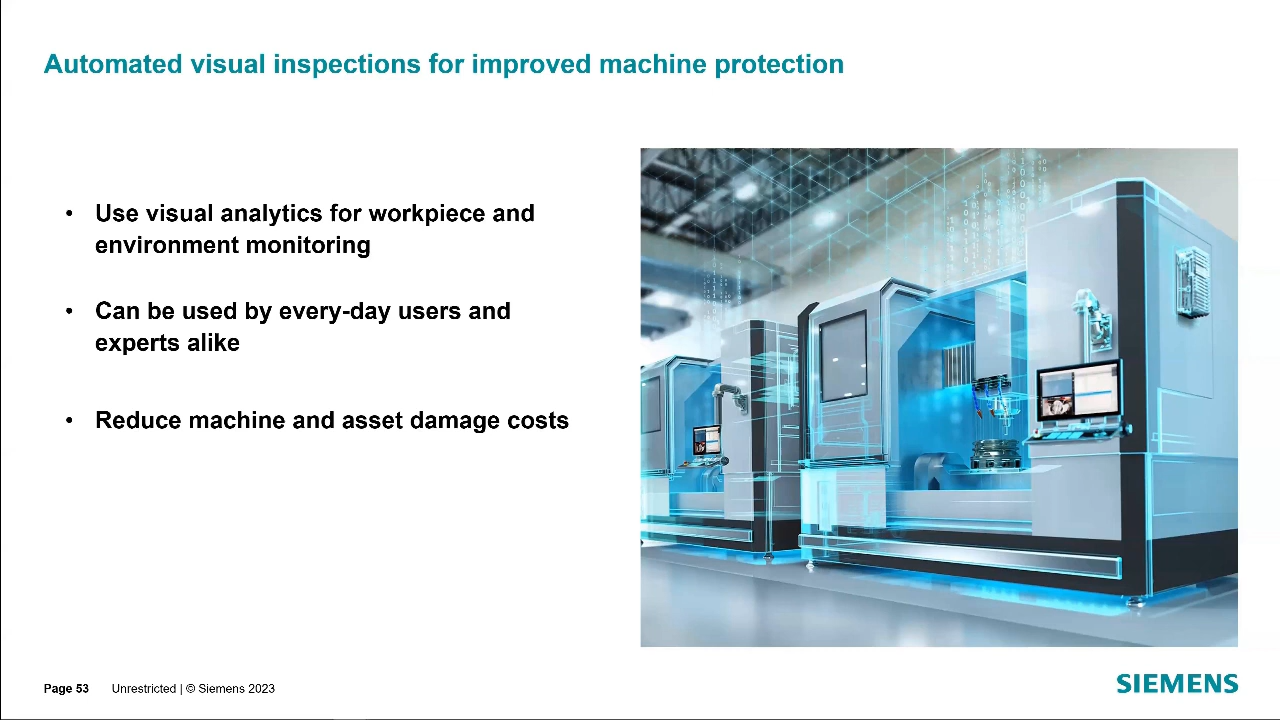 Automated visual inspections for improved machine protection
• Use visual analytics for workpiece and
environment monitoring
• Can be used by every-day users and
experts alike
• Reduce machine and asset damage costs
Page 53 Unrestricted | © Siemens 2023
SIEMENS